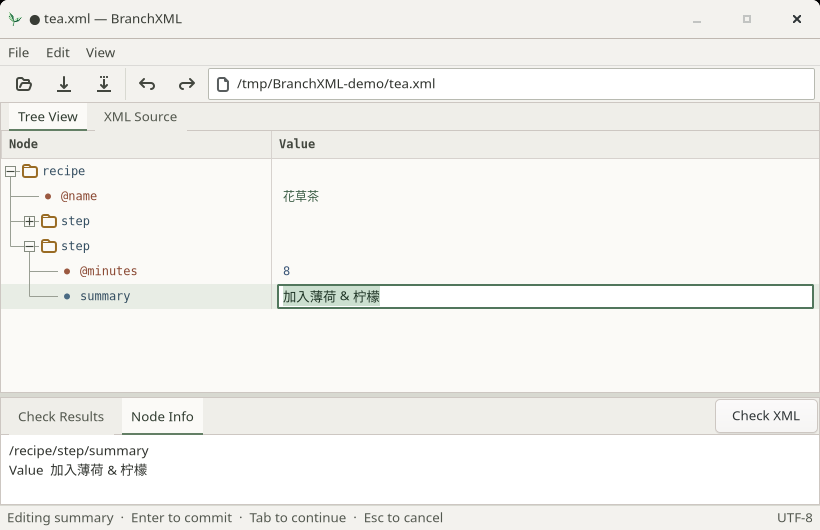 ● tea.xml — BranchXML
File Edit View
/tmp/BranchXML-demo/tea.xml
Tree View XML Source
Node Value
recipe
@name 花草茶
step
step
@minutes 8
summary 加入薄荷 & 柠檬
Check Results Node Info Check XML
/recipe/step/summary
Value 加入薄荷 & 柠檬
Editing summary · Enter to commit · Tab to continue · Esc to cancel UTF-8